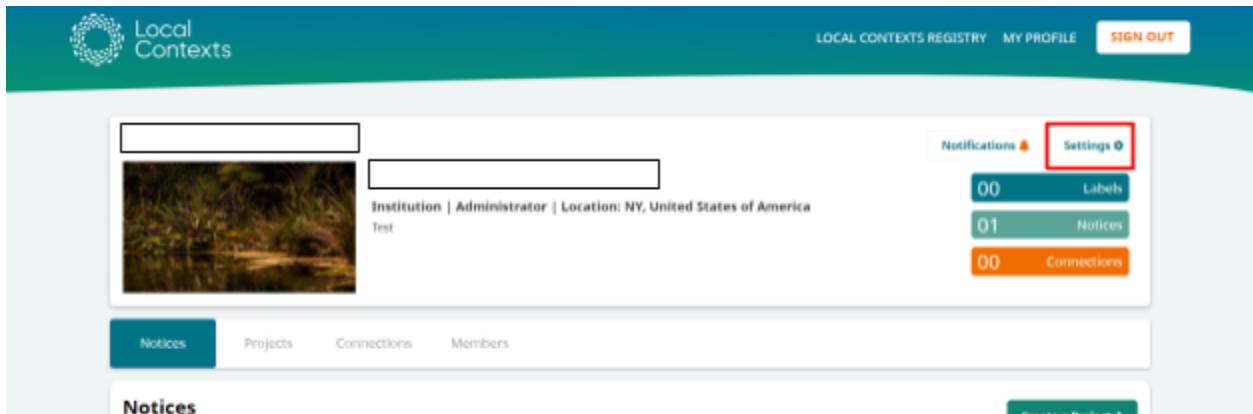 Local
Contexts
LOCAL CONTEXTS REGISTRY MY PROFILE SIGN OUT
Notifications Settings
Institution | Administrator | Location: NY, United States of America
Test
00 Labels
01 Notices
00 Connections
Notices Projects Connections Members
Notices